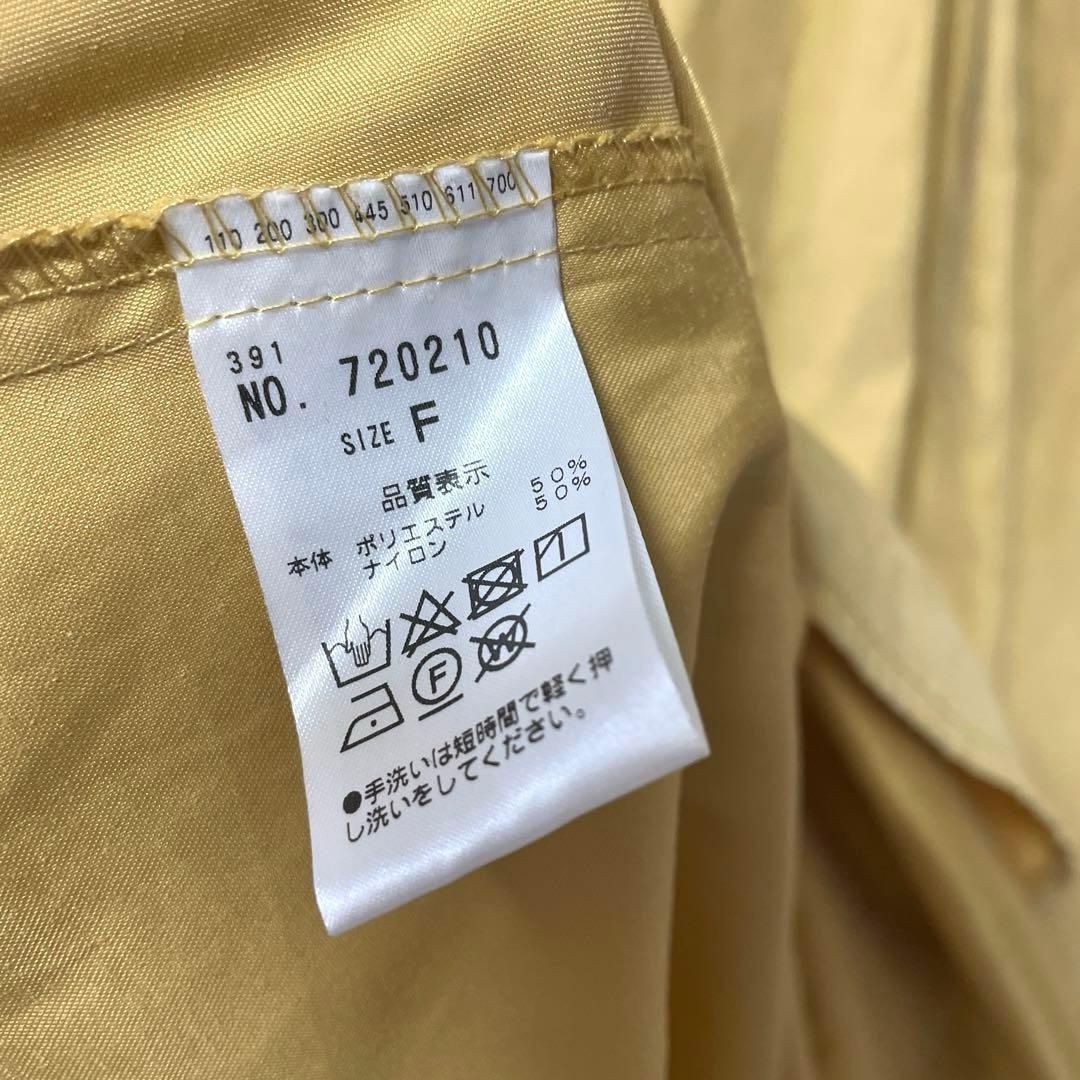 110 200 300 445 510 611 700
391
NO. 720210
SIZE F
品質表示
本体 ポリエステル 50%
ナイロン 50%
F
W
●手洗いは短時間で軽く押
し洗いをしてください。